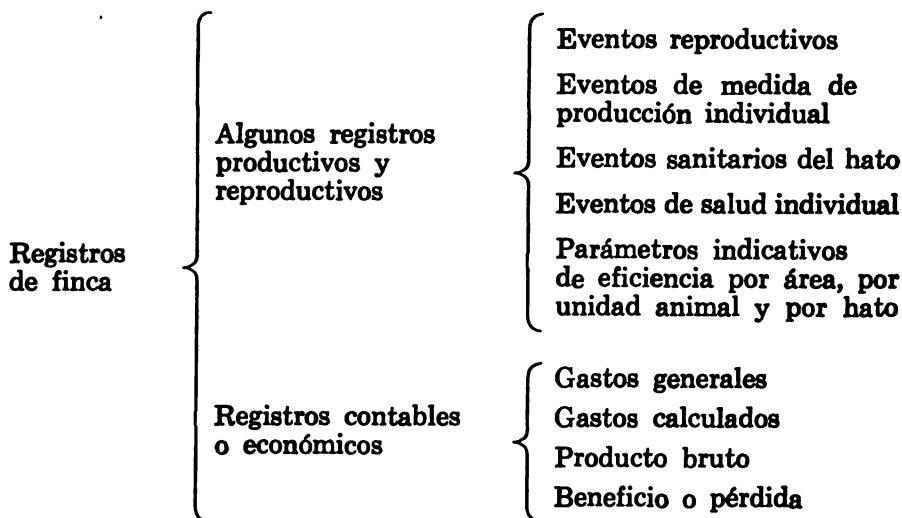 Registros
de finca
Algunos registros
productivos y
reproductivos
Eventos reproductivos
Eventos de medida de
producción individual
Eventos sanitarios del hato
Eventos de salud individual
Parámetros indicativos
de eficiencia por área, por
unidad animal y por hato
Registros contables
o económicos
Gastos generales
Gastos calculados
Producto bruto
Beneficio o pérdida